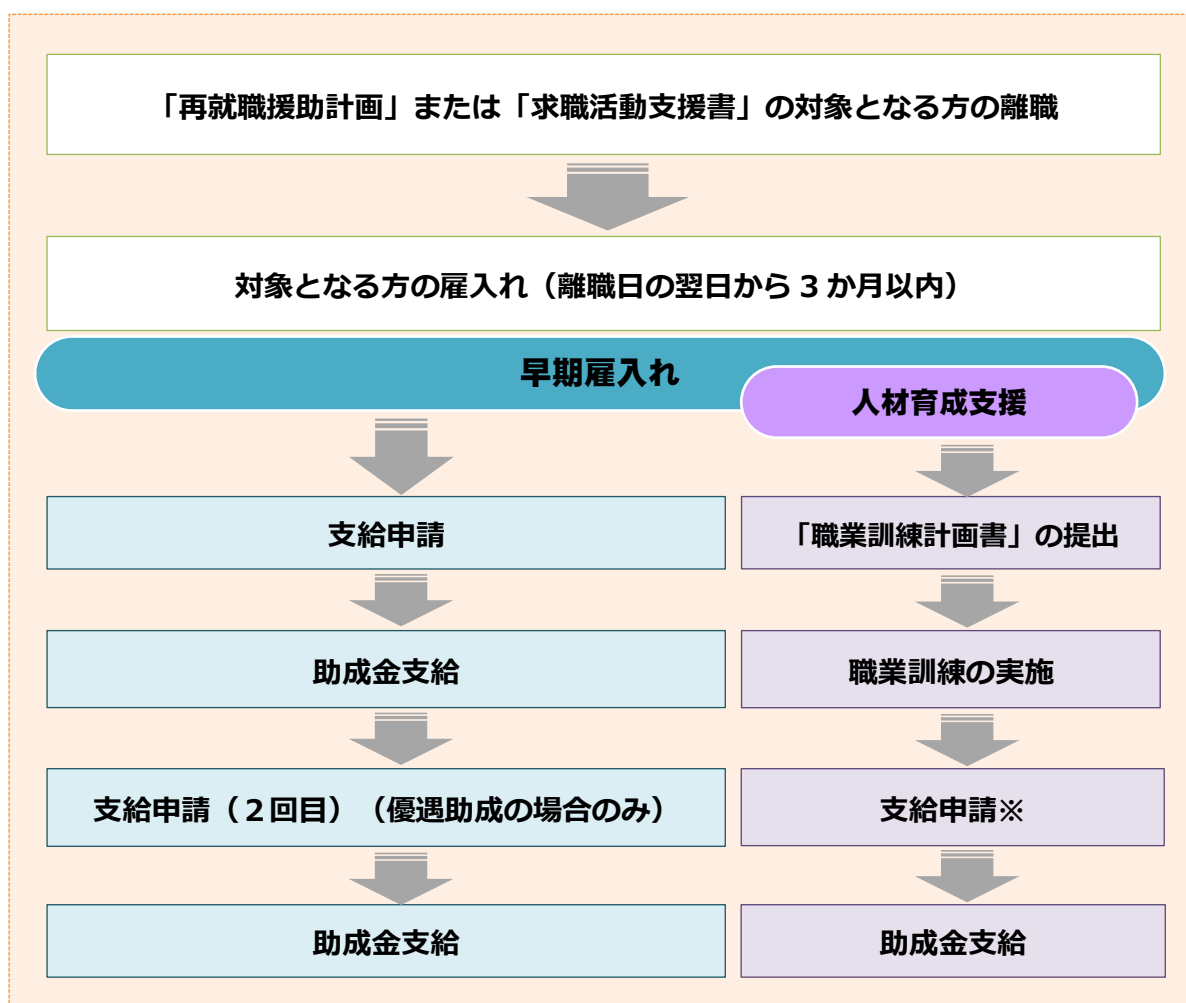 「再就職援助計画」または「求職活動支援書」の対象となる方の離職
対象となる方の雇入れ（離職日の翌日から３か月以内）
早期雇入れ
人材育成支援
支給申請
助成金支給
支給申請（２回目）（優遇助成の場合のみ）
助成金支給
「職業訓練計画書」の提出
職業訓練の実施
支給申請※
助成金支給